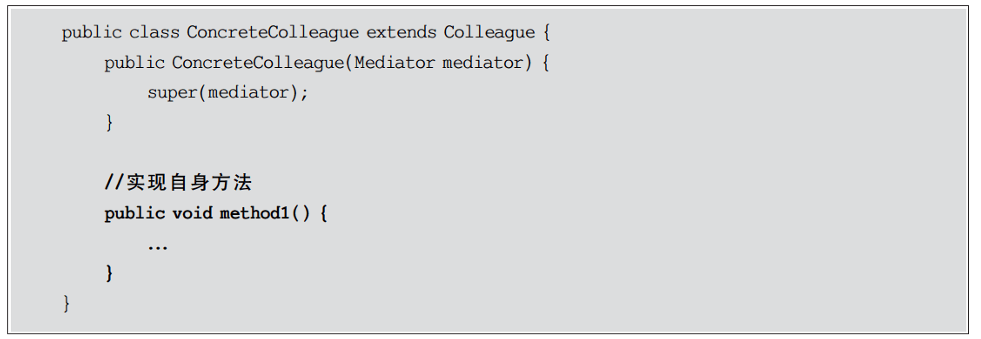 public class ConcreteColleague extends Colleague {
public ConcreteColleague(Mediator mediator) {
super(mediator);
}
//实现自身方法
public void method1() {
...
}
}